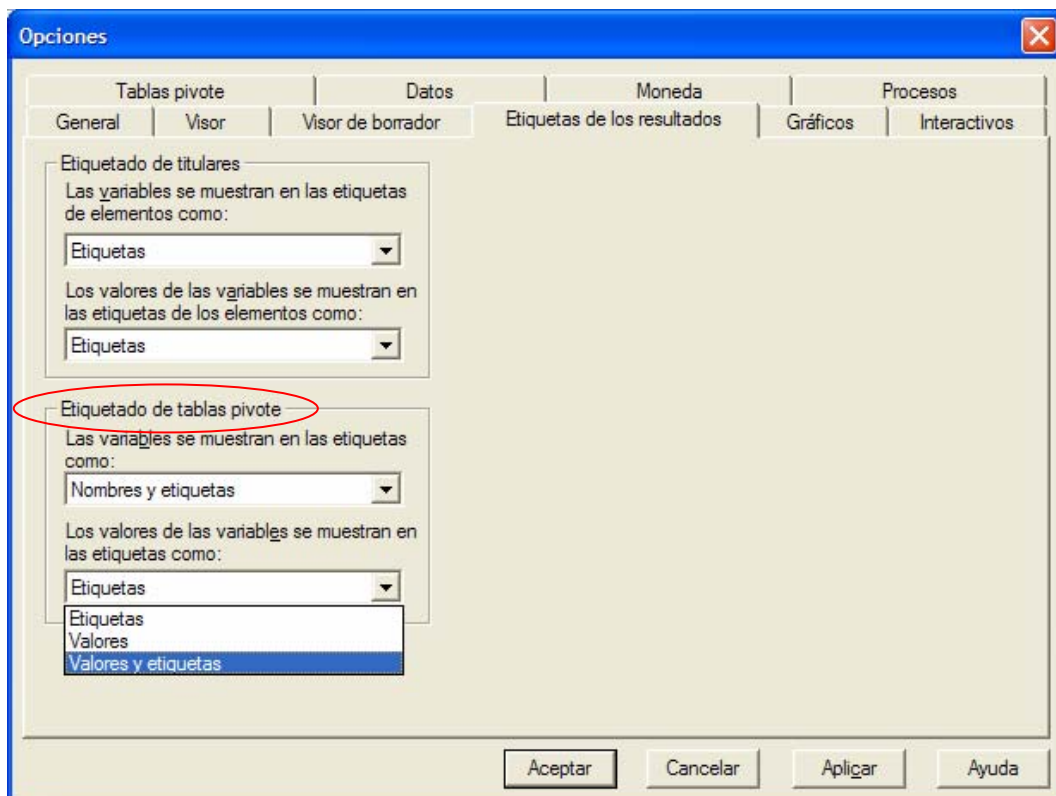 Opciones
Tablas pivote Datos Moneda Procesos
General Visor Visor de borrador Etiquetas de los resultados Gráficos Interactivos
Etiquetado de titulares
Las variables se muestran en las etiquetas
de elementos como:
Etiquetas
Los valores de las variables se muestran en
las etiquetas de los elementos como:
Etiquetas
Etiquetado de tablas pivote
Las variables se muestran en las etiquetas
como:
Nombres y etiquetas
Los valores de las variables se muestran en
las etiquetas como:
Etiquetas
Etiquetas
Valores
Valores y etiquetas
Aceptar Cancelar Aplicar Ayuda